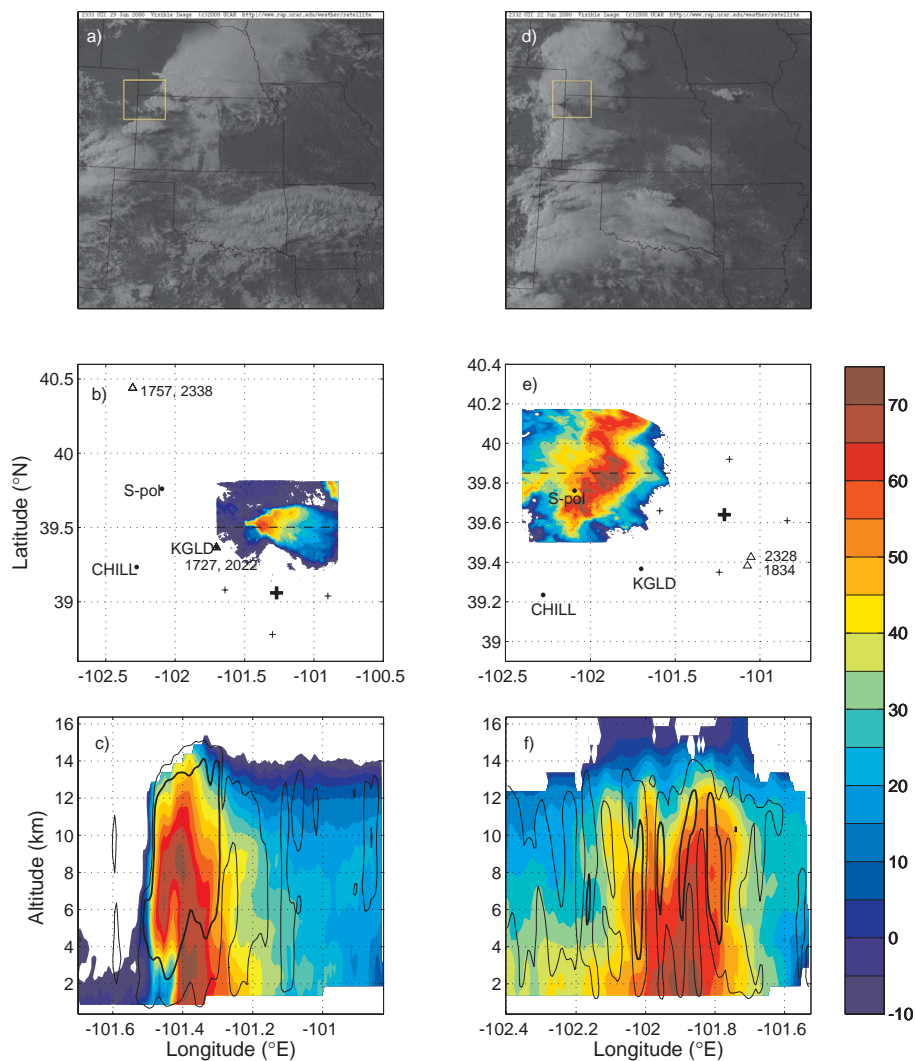 2333 UTC 29 Jun 2000 Visible Image (c)2000 UCAR http://www.rap.ucar.edu/weather/satellite
a)
2332 UTC 22 Jun 2000 Visible Image (c)2000 UCAR http://www.rap.ucar.edu/weather/satellite
d)
b)
40.5
40
39.5
39
Latitude (°N)
1757, 2338
S-pol
KGLD
1727, 2022
CHILL
-102.5 -102 -101.5 -101 -100.5
e)
40.4
40.2
40
39.8
39.6
39.4
39.2
39
S-pol
2328
1834
KGLD
CHILL
-102.4 -102 -101.6 -101.2 -101
c)
16
14
12
10
8
6
4
2
Altitude (km)
-101.6 -101.4 -101.2 -101
Longitude (°E)
f)
16
14
12
10
8
6
4
2
-102.4 -102.2 -102 -101.8 -101.6
Longitude (°E)
70
60
50
40
30
20
10
0
-10